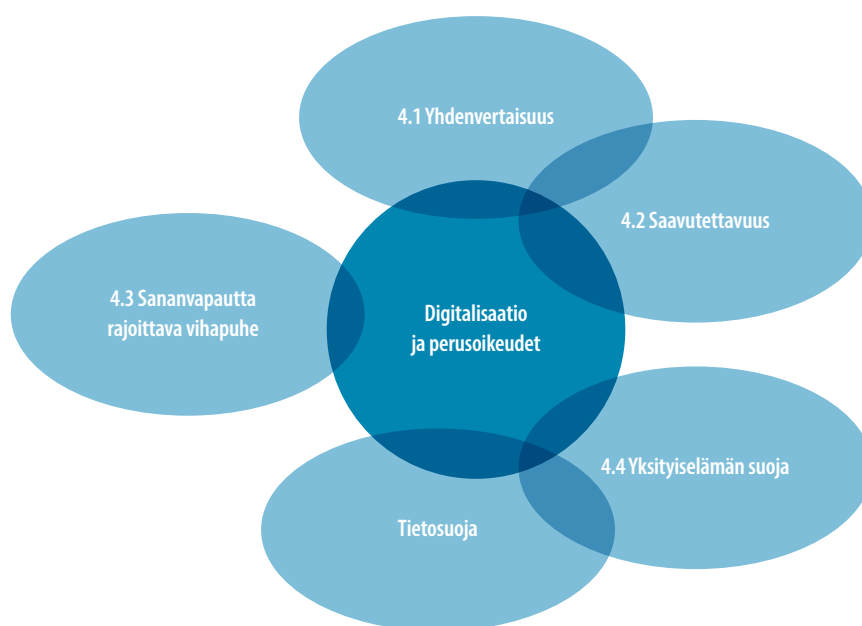 4.1 Yhdenvertaisuus
4.2 Saavutettavuus
4.3 Sananvapautta
rajoittava vihapuhe
Digitalisaatio
ja perusoikeudet
4.4 Yksityiselämän suoja
Tietosuoja